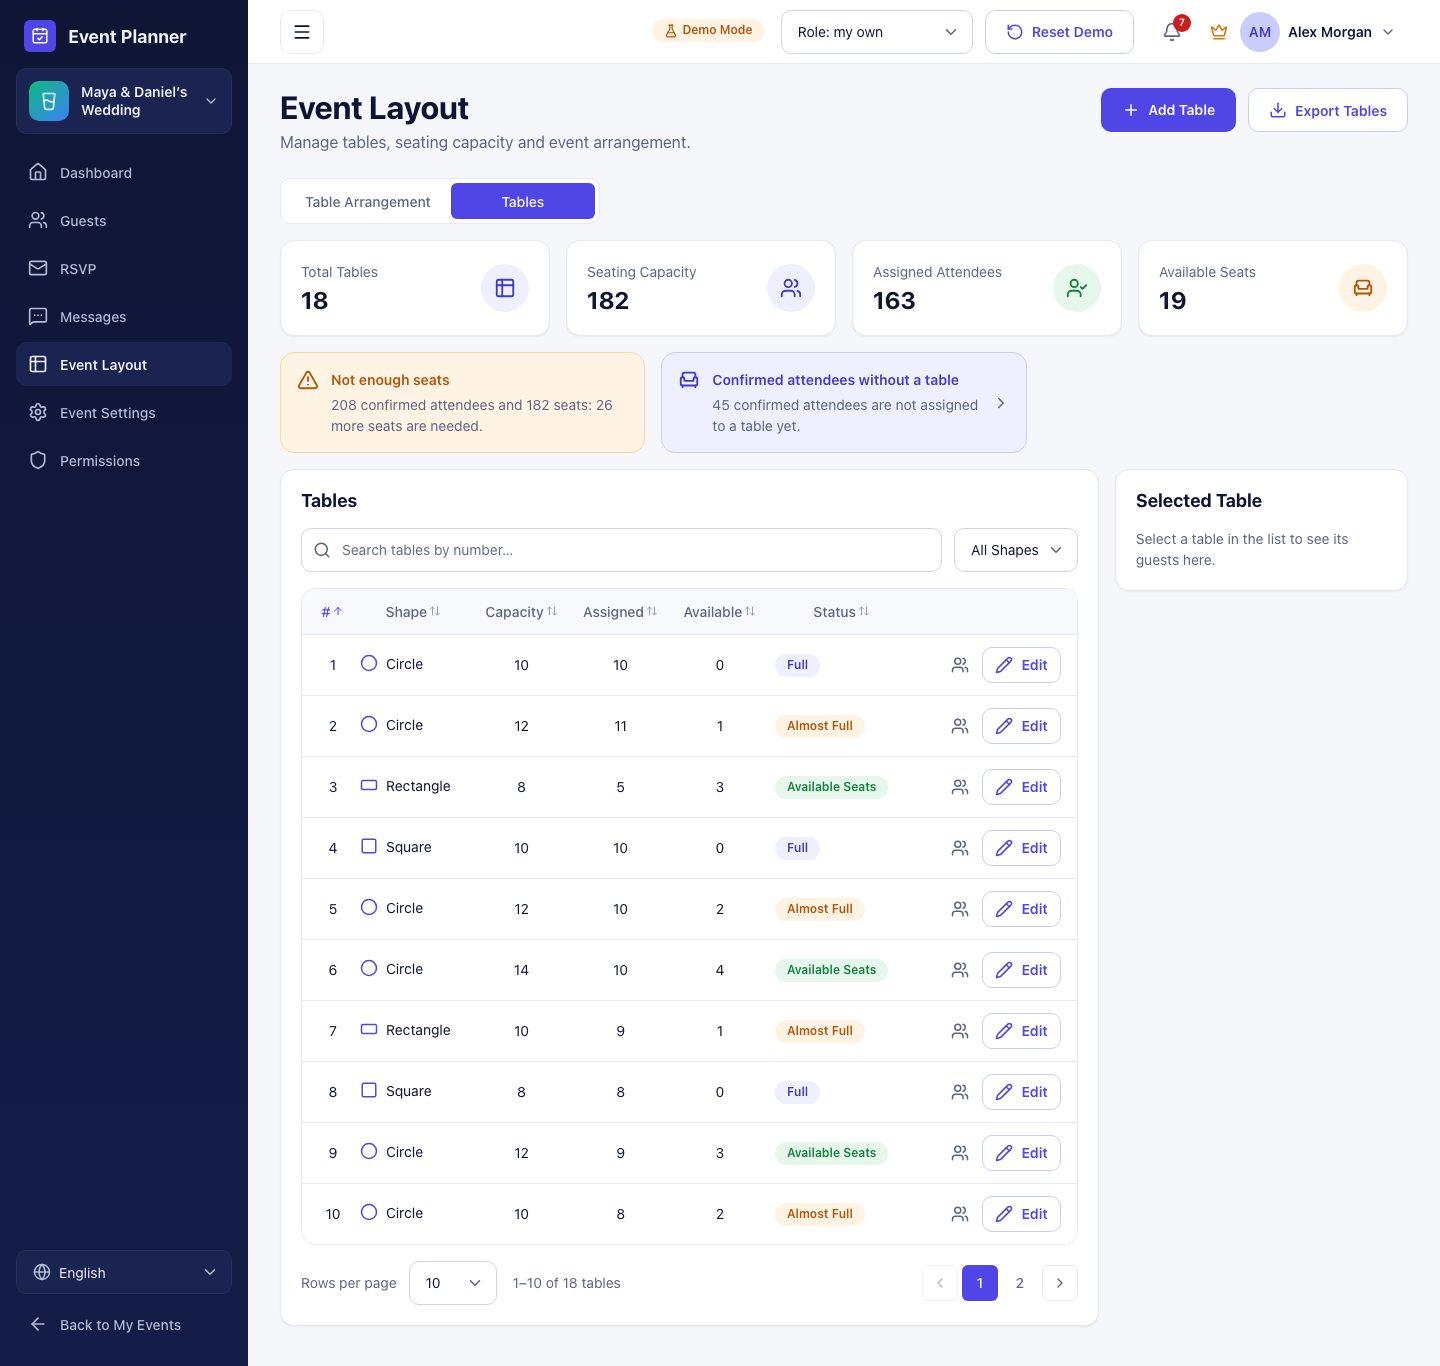 Event Planner
Maya & Daniel's
Wedding
Dashboard
Guests
RSVP
Messages
Event Layout
Event Settings
Permissions
English
Back to My Events
Demo Mode
Role: my own
Reset Demo
7
AM
Alex Morgan
Event Layout
Manage tables, seating capacity and event arrangement.
Add Table
Export Tables
Table Arrangement
Tables
Total Tables
18
Seating Capacity
182
Assigned Attendees
163
Available Seats
19
Not enough seats
208 confirmed attendees and 182 seats: 26
more seats are needed.
Confirmed attendees without a table
45 confirmed attendees are not assigned
to a table yet.
Tables
Search tables by number...
All Shapes
# Shape Capacity Assigned Available Status
1 Circle 10 10 0 Full Edit
2 Circle 12 11 1 Almost Full Edit
3 Rectangle 8 5 3 Available Seats Edit
4 Square 10 10 0 Full Edit
5 Circle 12 10 2 Almost Full Edit
6 Circle 14 10 4 Available Seats Edit
7 Rectangle 10 9 1 Almost Full Edit
8 Square 8 8 0 Full Edit
9 Circle 12 9 3 Available Seats Edit
10 Circle 10 8 2 Almost Full Edit
Rows per page 10 1–10 of 18 tables 1 2
Selected Table
Select a table in the list to see its
guests here.